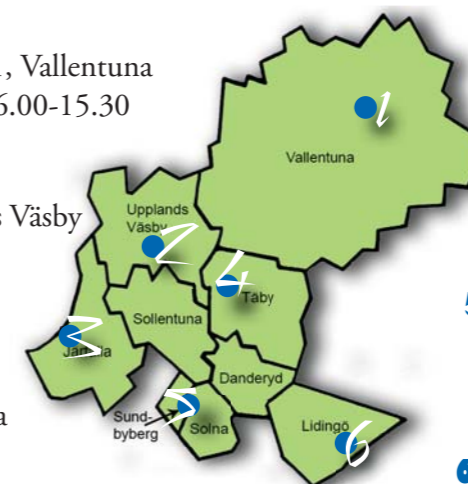 , Vallentuna
6.00-15.30
Vallentuna
1
s Väsby
Upplands
Väsby
2
4
Täby
Sollentuna
3
Järfälla
Danderyd
5
Sund-
byberg
Solna
Lidingö
6
a